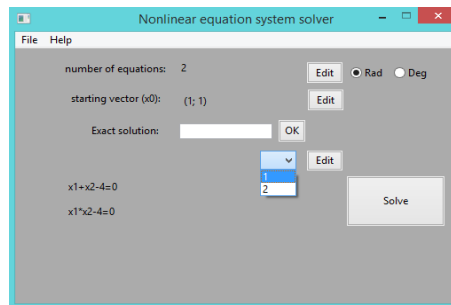 Nonlinear equation system solver
File Help
number of equations: 2 Edit Rad Deg
starting vector (x0): (1; 1) Edit
Exact solution: OK
Edit
1
2
x1+x2-4=0
x1*x2-4=0
Solve